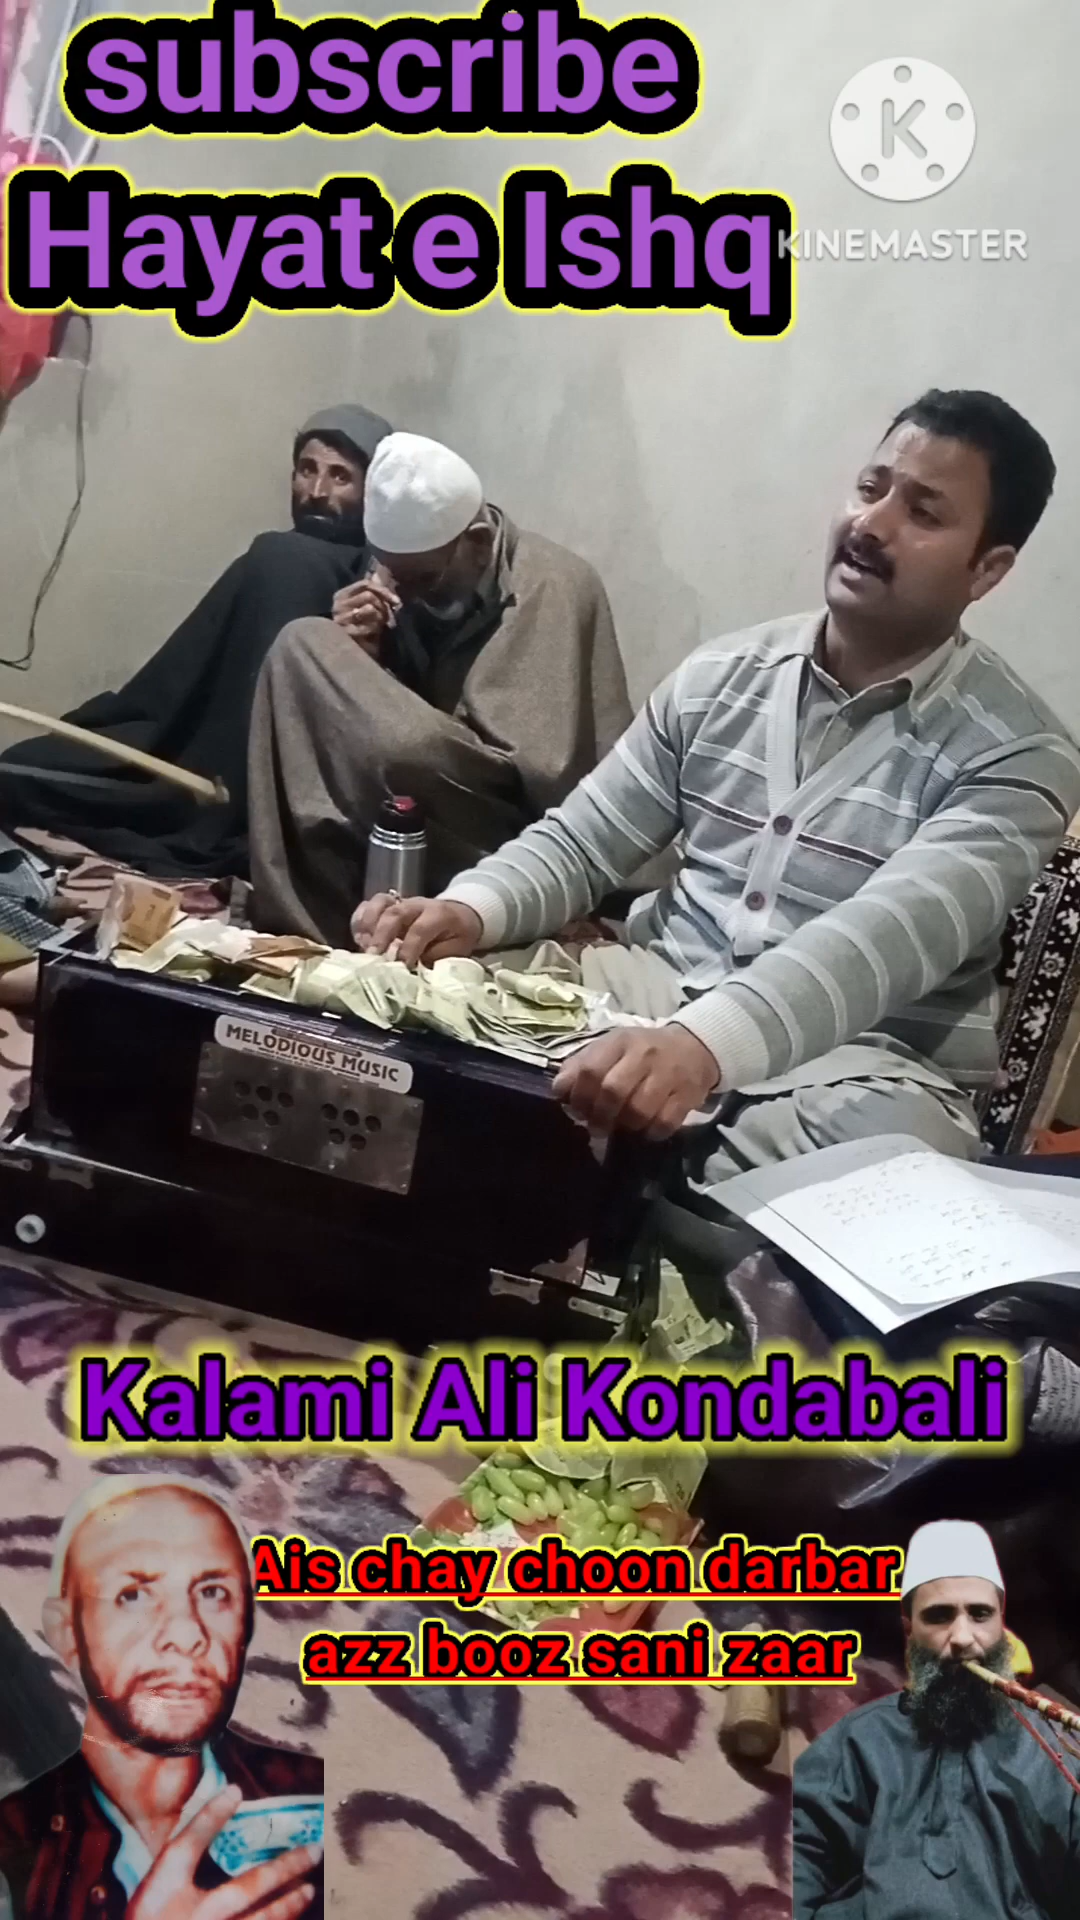 subscribe
Hayat e Ishq
K
KINEMASTER
MELODIOUS MUSIC
Kalami Ali Kondabali
Ais chay choon darbar
azz booz sani zaar